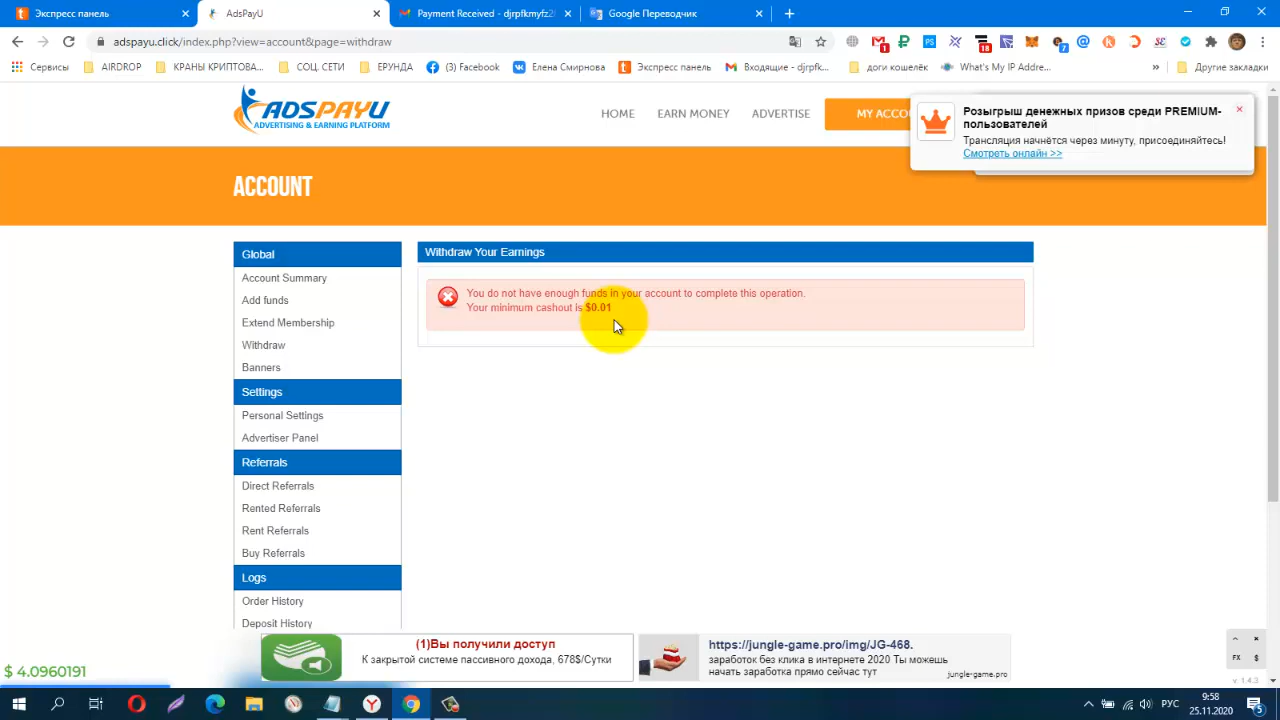 Экспресс панель
AdsPayU
Payment Received - djrpfkmyfz2
Google Переводчик
adspayu.click/index.php?view=account&page=withdraw
Сервисы
AIRDROP
КРАНЫ КРИПТОВА...
СОЦ. СЕТИ
ЕРУНДА
(3) Facebook
Елена Смирнова
Экспресс панель
Входящие - djrpfk...
доги кошелёк
What's My IP Addre...
»
Другие закладки
ADSPAYU
ADVERTISING & EARNING PLATFORM
HOME
EARN MONEY
ADVERTISE
MY ACCOU
Розыгрыш денежных призов среди PREMIUM-
пользователей
Трансляция начнётся через минуту, присоединяйтесь!
Смотреть онлайн >>
ACCOUNT
Global
Account Summary
Add funds
Extend Membership
Withdraw
Banners
Settings
Personal Settings
Advertiser Panel
Referrals
Direct Referrals
Rented Referrals
Rent Referrals
Buy Referrals
Logs
Order History
Deposit History
Withdraw Your Earnings
You do not have enough funds in your account to complete this operation.
Your minimum cashout is $0.01
(1)Вы получили доступ
К закрытой системе пассивного дохода, 678$/Сутки
https://jungle-game.pro/img/JG-468.
заработок без клика в интернете 2020 Ты можешь
начать заработка прямо сейчас тут
jungle-game.pro
FX $
v 1.4.3
$ 4.0960191
РУС
9:58
25.11.2020